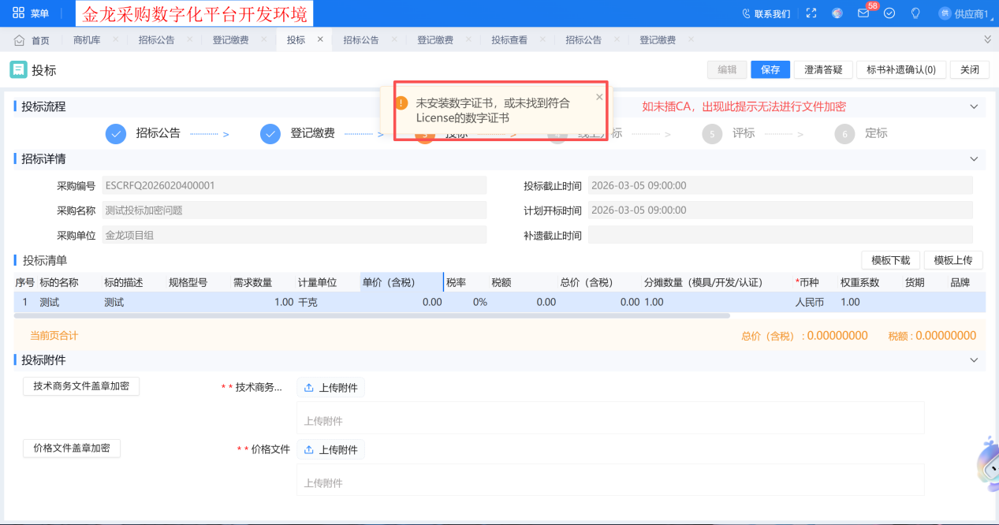 菜单
金龙采购数字化平台开发环境
联系我们
58
供
供应商1
首页
商机库
招标公告
登记缴费
投标
招标公告
登记缴费
投标查看
招标公告
登记缴费
投标
编辑
保存
澄清答疑
标书补遗确认(0)
关闭
未安装数字证书，或未找到符合
License的数字证书
投标流程
如未插CA，出现此提示无法进行文件加密
招标公告
登记缴费
投标
5
评标
6
定标
招标详情
采购编号 ESCRFQ2026020400001
投标截止时间 2026-03-05 09:00:00
采购名称 测试投标加密问题
计划开标时间 2026-03-05 09:00:00
采购单位 金龙项目组
补遗截止时间
投标清单
模板下载
模板上传
序号 标的名称 标的描述 规格型号 需求数量 计量单位 单价（含税） 税率 税额 总价（含税） 分摊数量（模具/开发/认证） *币种 权重系数 货期 品牌
1 测试 测试 1.00 千克 0.00 0% 0.00 0.00 1.00 人民币 1.00
当前页合计
总价（含税）: 0.00000000 税额 : 0.00000000
投标附件
技术商务文件盖章加密
* * 技术商务...
上传附件
上传附件
价格文件盖章加密
* * 价格文件
上传附件
上传附件